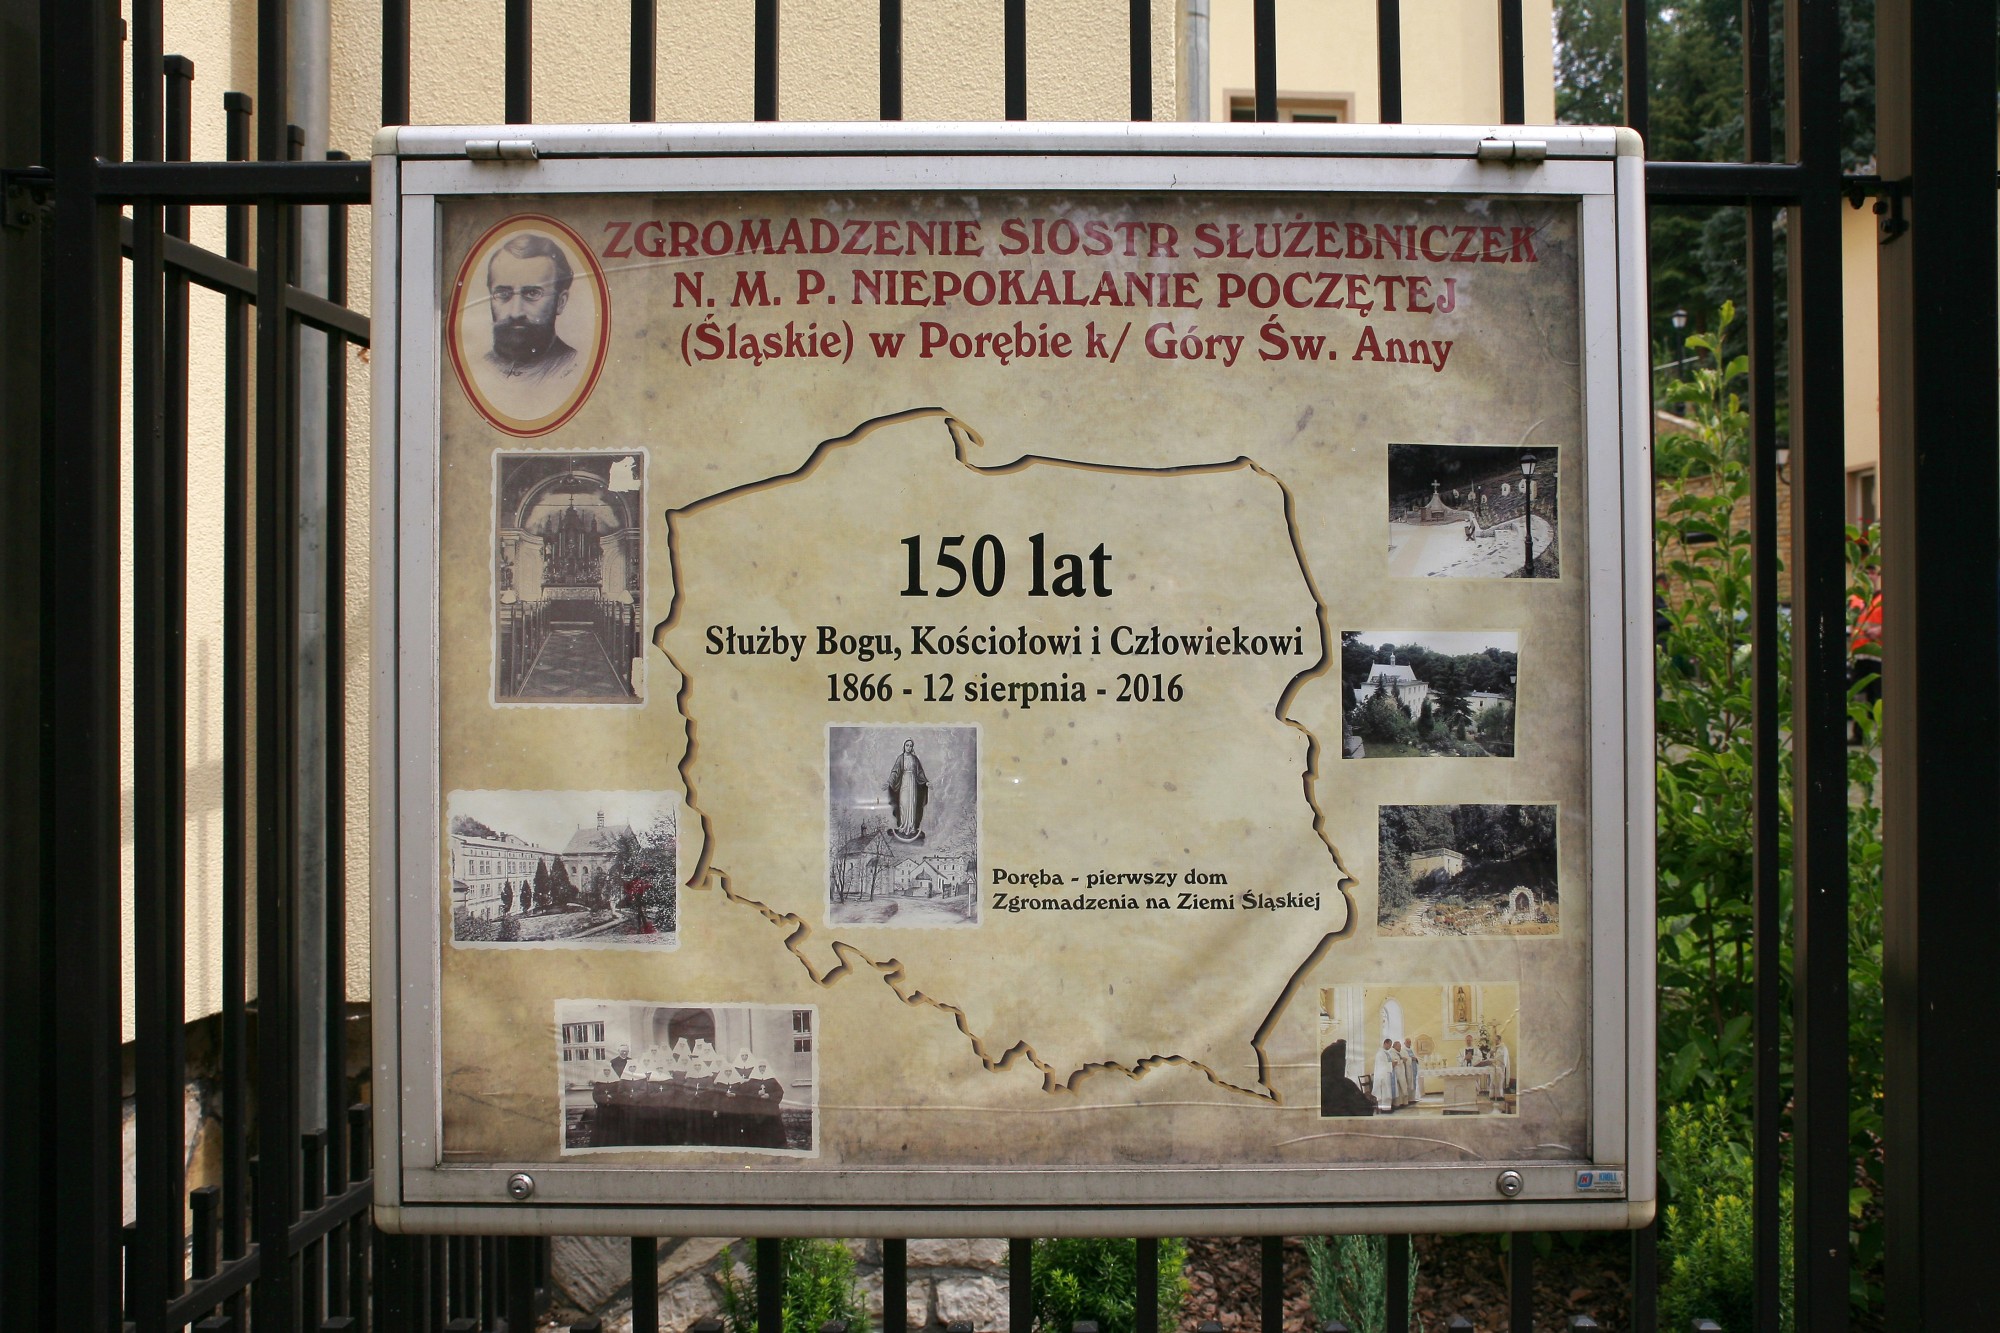 ZGROMADZENIE SIOSTR SŁUŻEBNICZEK
N. M. P. NIEPOKALANIE POCZĘTEJ
(Śląskie) w Porębie k/ Góry Św. Anny
150 lat
Służby Bogu, Kościołowi i Człowiekowi
1866 - 12 sierpnia - 2016
Poręba - pierwszy dom
Zgromadzenia na Ziemi Śląskiej